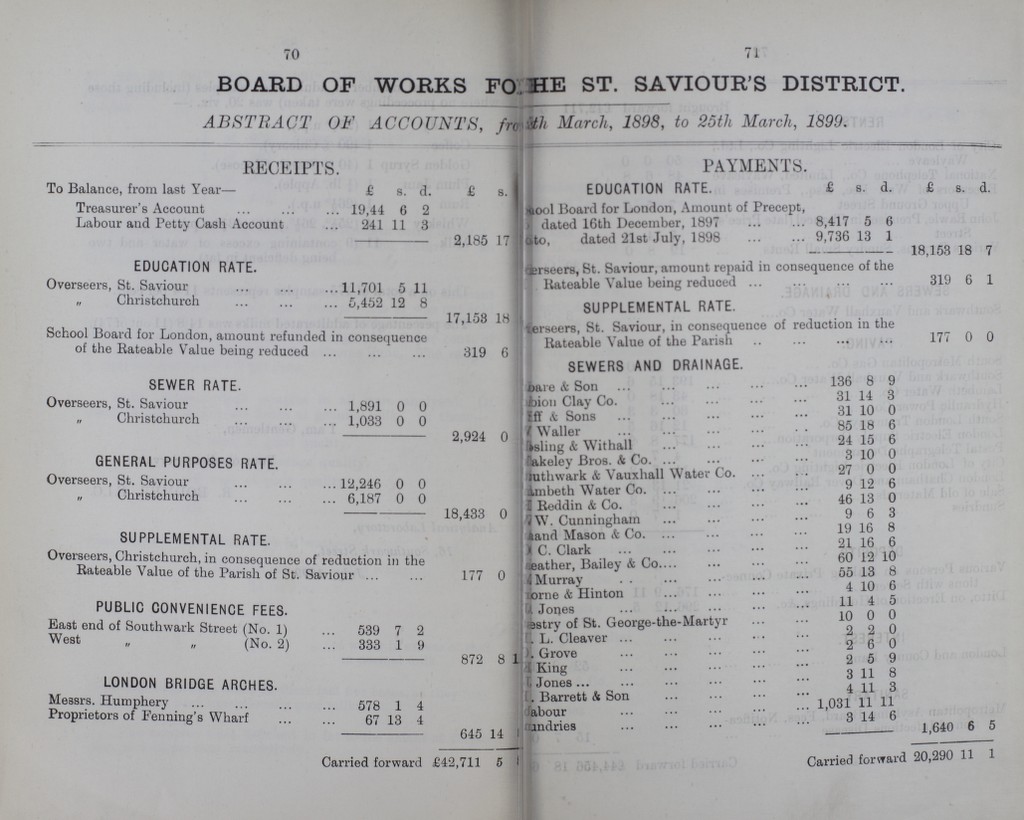 70
71
BOARD OF WORKS FO HE ST. SAVIOUR'S DISTRICT.
ABSTRACT OF ACCOUNTS, fro th March, 1898, to 25th March, 1899.
RECEIPTS.
To Balance, from last Year— £ s. d. £ s.
Treasurer's Account ... ... ... 19,44 6 2
Labour and Petty Cash Account ... 241 11 3
2,185 17
EDUCATION RATE.
Overseers, St. Saviour ... ... ... 11,701 5 11
„ Christchurch ... ... ... 5,452 12 8
17,153 18
School Board for London, amount refunded in consequence
of the Rateable Value being reduced ... ... ... 319 6
SEWER RATE.
Overseers, St. Saviour ... ... ... 1,891 0 0
„ Christchurch ... ... ... 1,033 0 0
2,924 0
GENERAL PURPOSES RATE.
Overseers, St. Saviour ... ... ... 12,246 0 0
„ Christchurch ... ... ... 6,187 0 0
18,433 0
SUPPLEMENTAL RATE.
Overseers, Christchurch, in consequence of reduction in the
Rateable Value of the Parish of St. Saviour ... ... 177 0
PUBLIC CONVENIENCE FEES.
East end of Southwark Street (No. 1) ... 539 7 2
West „ „ (No. 2) ... 333 1 9
872 8 1
LONDON BRIDGE ARCHES.
Messrs. Humphery ... ... ... ... 578 1 4
Proprietors of Fenning's Wharf ... ... 67 13 4
645 14
Carried forward £42,711 5
PAYMENTS.
EDUCATION RATE. £ s. d. £ s. d.
ool Board for London, Amount of Precept,
dated 16th December, 1897 ... ... 8,417 5 6
to, dated 21st July, 1898 ... ... 9,736 13 1
18,153 18 7
erseers, St. Saviour, amount repaid in consequence of the
Rateable Value being reduced ... ... ... ... 319 6 1
SUPPLEMENTAL RATE.
erseers, St. Saviour, in consequence of reduction in the
Rateable Value of the Parish .. ... ... ... 177 0 0
SEWERS AND DRAINAGE.
are & Son ... ... ... ... ... 136 8 9
bion Clay Co. ... ... ... ... 31 14 3
ff & Sons ... ... ... ... ... 31 10 0
Waller ... ... ... ... 85 18 6
sling & Withall ... ... ... ... 24 15 6
akeley Bros. & Co. ... ... ... ... 3 10 0
uthwark & Vauxhall Water Co. ... ... 27 0 0
mbeth Water Co. ... ... ... ... 9 12 6
Reddin & Co. ... ... ... ... 46 13 0
W. Cunningham ... ... ... ... 9 6 3
and Mason & Co. ... ... ... ... 19 16 8
C. Clark ... ... ... ... ... 21 16 6
eather, Bailey & Co.... ... ... ... 60 12 10
Murray ... ... ... ... ... 55 13 8
orne & Hinton ... ... ... ... 4 10 6
Jones ... ... ... ... ... 11 4 5
estry of St. George-the-Martyr ... ... 10 0 0
. L. Cleaver ... ... ... ... ... 2 2 0
. Grove ... ... ... ... ... 2 6 0
King ... ... ... ... ... 2 5 9
Jones ... ... ... ... ... 3 11 8
. Barrett & Son ... ... ... ... 4 11 3
abour ... ... ... ... ... 1,031 11 11
undries ... ... ... ... ... 3 14 6
1,640 6 5
Carried forward 20,290 11 1